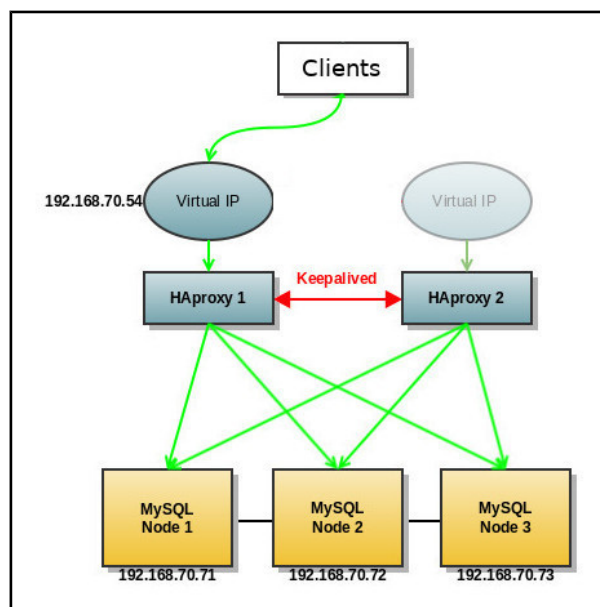 Clients
192.168.70.54
Virtual IP
Virtual IP
Keepalived
HAproxy 1
HAproxy 2
MySQL
Node 1
MySQL
Node 2
MySQL
Node 3
192.168.70.71
192.168.70.72
192.168.70.73